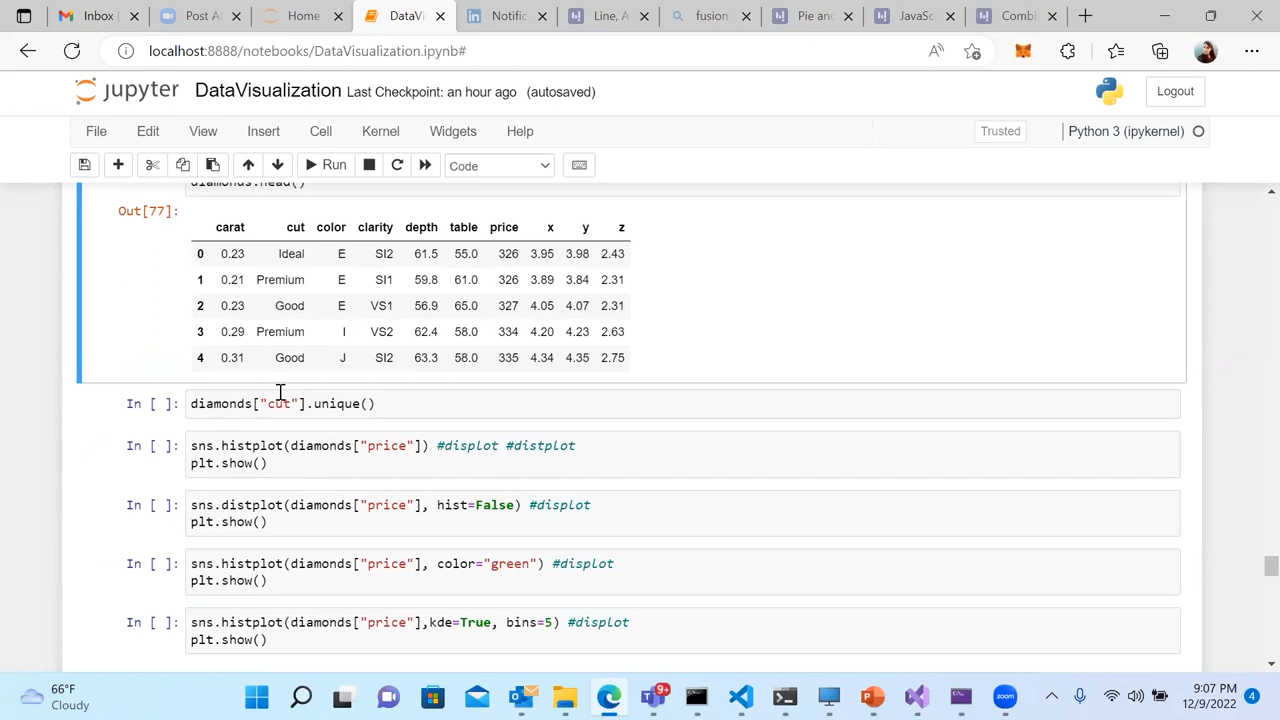 Inbox (
Post Al
Home
DataVi
Notific
Line, A
fusion
Pie and
JavaSc
Combi
localhost:8888/notebooks/DataVisualization.ipynb#
jupyter DataVisualization Last Checkpoint: an hour ago (autosaved) Logout
File Edit View Insert Cell Kernel Widgets Help Trusted Python 3 (ipykernel)
Run Code
diamonds.head()
Out[77]:
carat cut color clarity depth table price x y z
0 0.23 Ideal E SI2 61.5 55.0 326 3.95 3.98 2.43
1 0.21 Premium E SI1 59.8 61.0 326 3.89 3.84 2.31
2 0.23 Good E VS1 56.9 65.0 327 4.05 4.07 2.31
3 0.29 Premium I VS2 62.4 58.0 334 4.20 4.23 2.63
4 0.31 Good J SI2 63.3 58.0 335 4.34 4.35 2.75
In [ ]: diamonds["cut"].unique()
In [ ]: sns.histplot(diamonds["price"]) #displot #distplot
plt.show()
In [ ]: sns.distplot(diamonds["price"], hist=False) #displot
plt.show()
In [ ]: sns.histplot(diamonds["price"], color="green") #displot
plt.show()
In [ ]: sns.histplot(diamonds["price"],kde=True, bins=5) #displot
plt.show()
66°F
Cloudy
9+
zoom
9:07 PM
12/9/2022
4